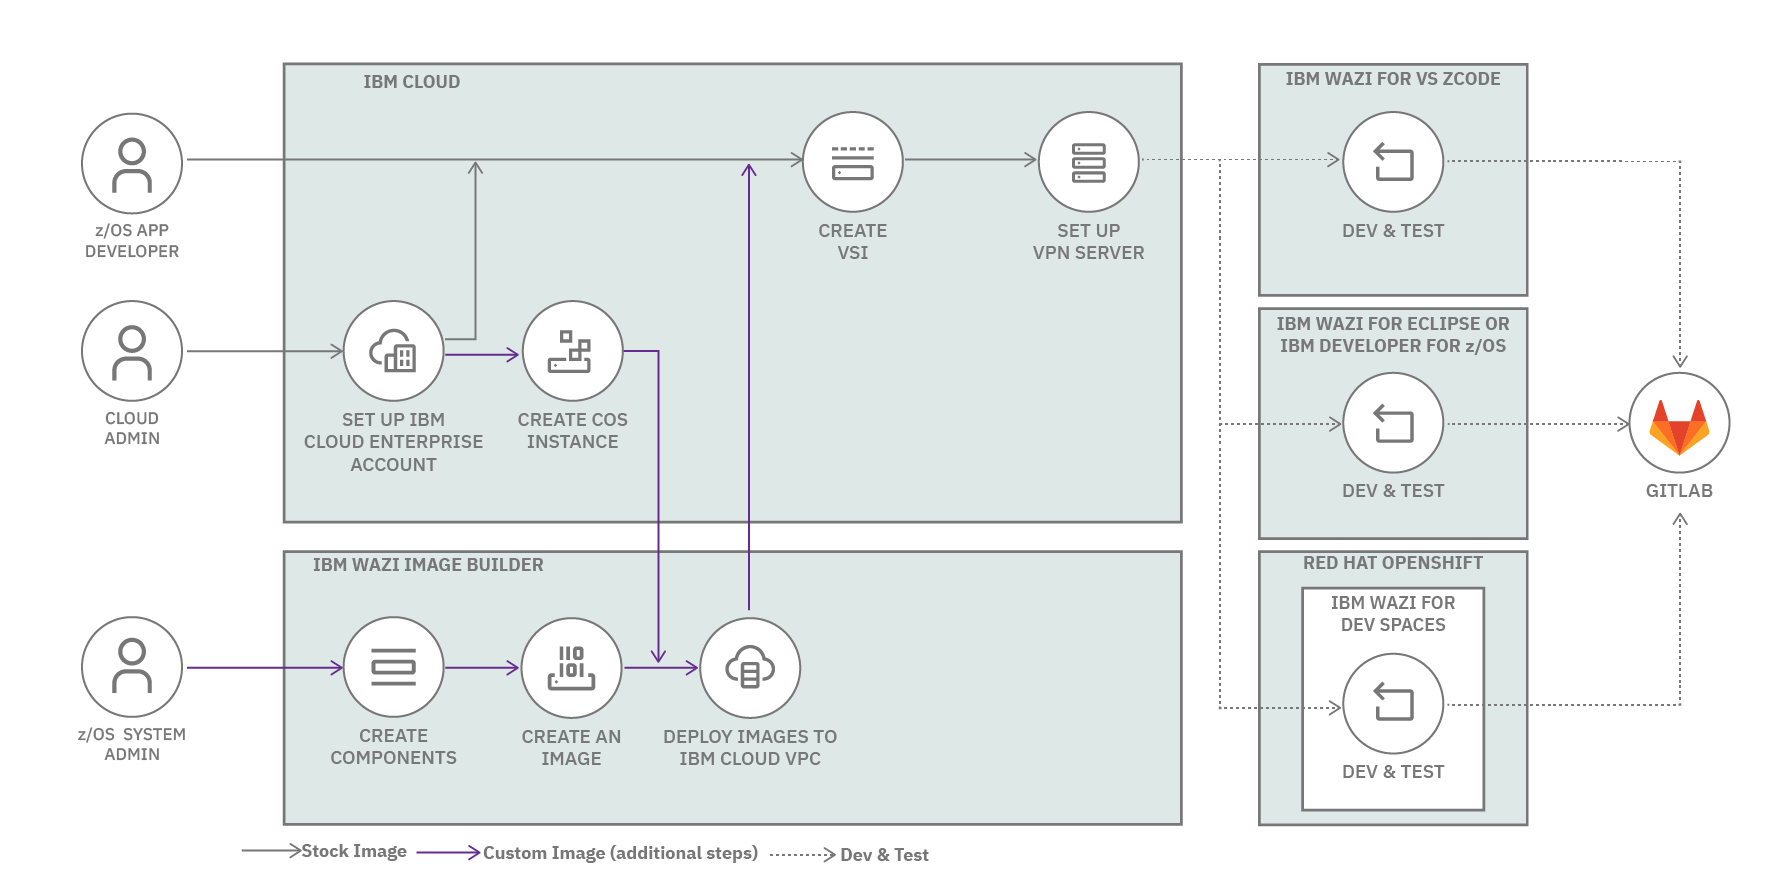 IBM CLOUD
z/OS APP
DEVELOPER
CREATE
VSI
SET UP
VPN SERVER
CLOUD
ADMIN
SET UP IBM
CLOUD ENTERPRISE
ACCOUNT
CREATE COS
INSTANCE
IBM WAZI IMAGE BUILDER
z/OS SYSTEM
ADMIN
CREATE
COMPONENTS
CREATE AN
IMAGE
DEPLOY IMAGES TO
IBM CLOUD VPC
IBM WAZI FOR VS ZCODE
DEV & TEST
IBM WAZI FOR ECLIPSE OR
IBM DEVELOPER FOR z/OS
DEV & TEST
RED HAT OPENSHIFT
IBM WAZI FOR
DEV SPACES
DEV & TEST
GITLAB
Stock Image
Custom Image (additional steps)
Dev & Test